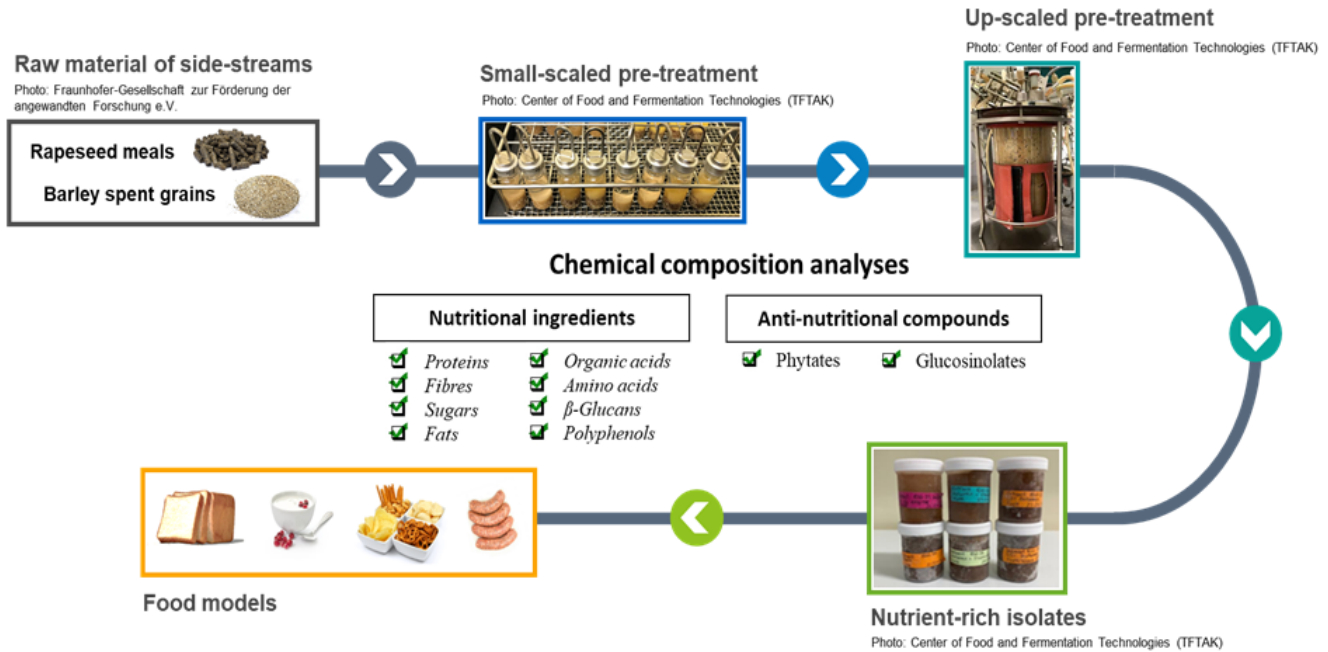 Raw material of side-streams
Photo: Fraunhofer-Gesellschaft zur Förderung der
angewandten Forschung e.V.
Rapeseed meals
Barley spent grains
Small-scaled pre-treatment
Photo: Center of Food and Fermentation Technologies (TFTAK)
Up-scaled pre-treatment
Photo: Center of Food and Fermentation Technologies (TFTAK)
Chemical composition analyses
Nutritional ingredients
Proteins
Fibres
Sugars
Fats
Organic acids
Amino acids
β-Glucans
Polyphenols
Anti-nutritional compounds
Phytates
Glucosinolates
Nutrient-rich isolates
Photo: Center of Food and Fermentation Technologies (TFTAK)
Food models